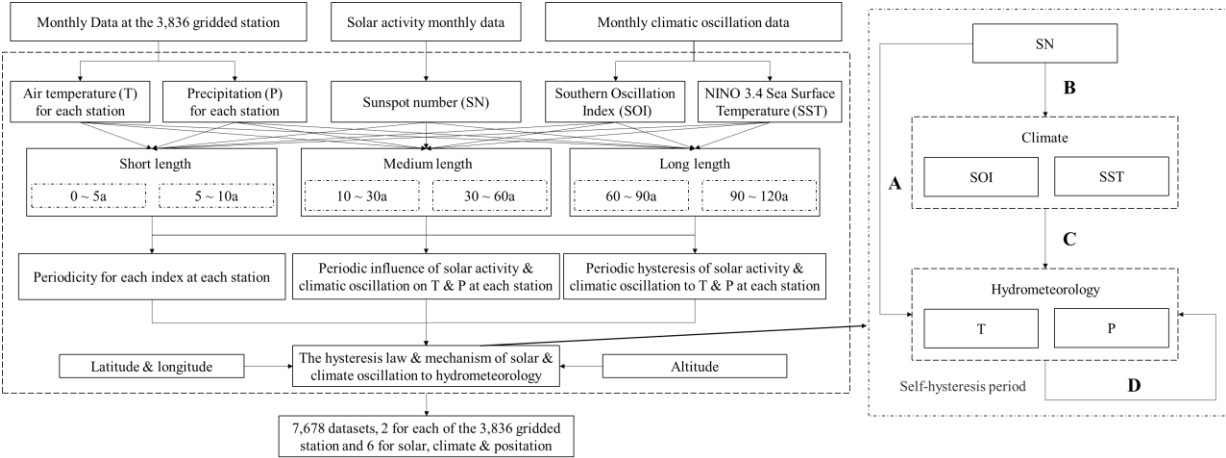 Monthly Data at the 3,836 gridded station
Solar activity monthly data
Monthly climatic oscillation data
Air temperature (T)
for each station
Precipitation (P)
for each station
Sunspot number (SN)
Southern Oscillation
Index (SOI)
NINO 3.4 Sea Surface
Temperature (SST)
Short length
0 ~ 5a
5 ~ 10a
Medium length
10 ~ 30a
30 ~ 60a
Long length
60 ~ 90a
90 ~ 120a
Periodicity for each index at each station
Periodic influence of solar activity &
climatic oscillation on T & P at each station
Periodic hysteresis of solar activity &
climatic oscillation to T & P at each station
Latitude & longitude
The hysteresis law & mechanism of solar &
climate oscillation to hydrometeorology
Altitude
7,678 datasets, 2 for each of the 3,836 gridded
station and 6 for solar, climate & positation
SN
B
Climate
SOI
SST
A
C
Hydrometeorology
T
P
Self-hysteresis period
D